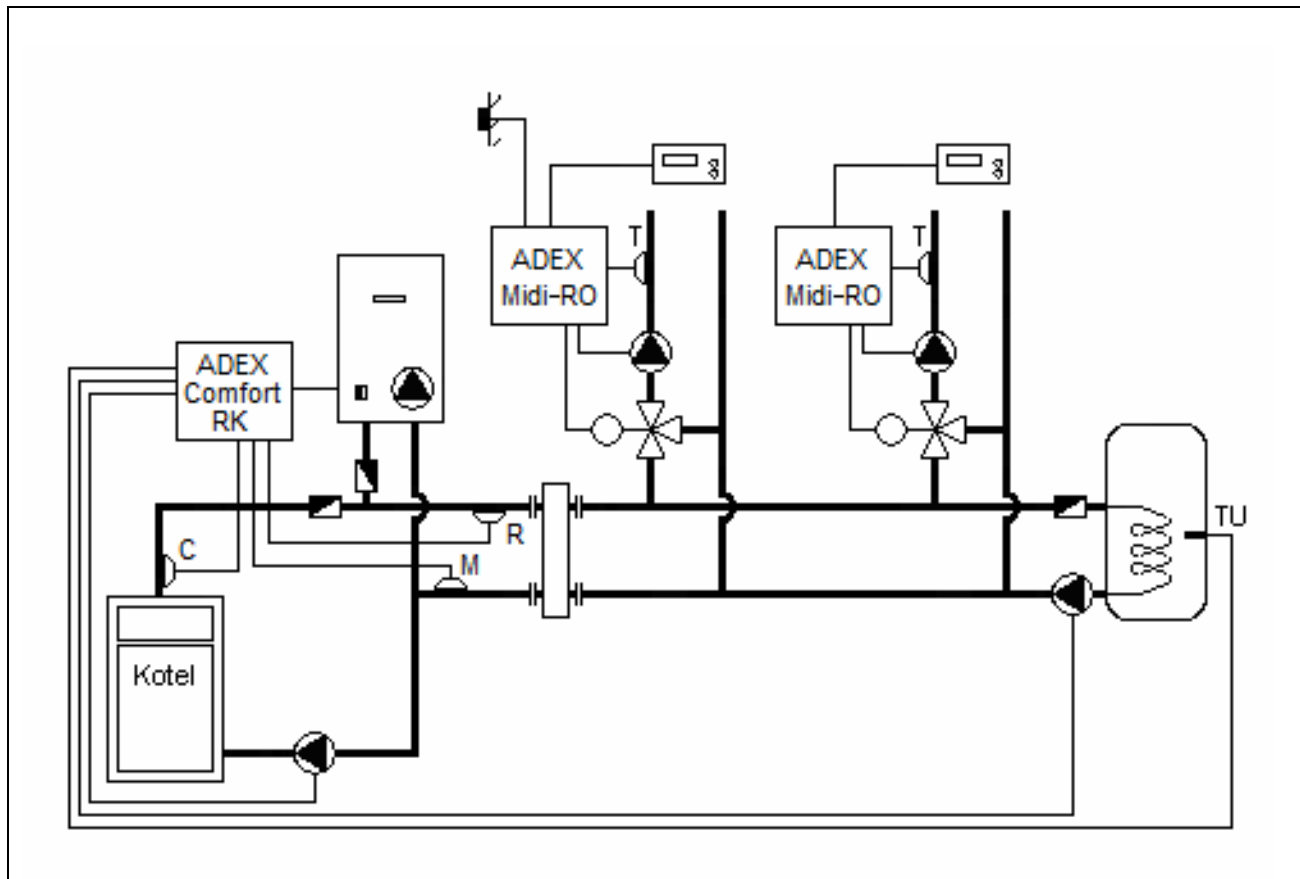 T
ADEX
Midi-RO
T
ADEX
Midi-RO
ADEX
Comfort
RK
C
R
M
TU
Kotel